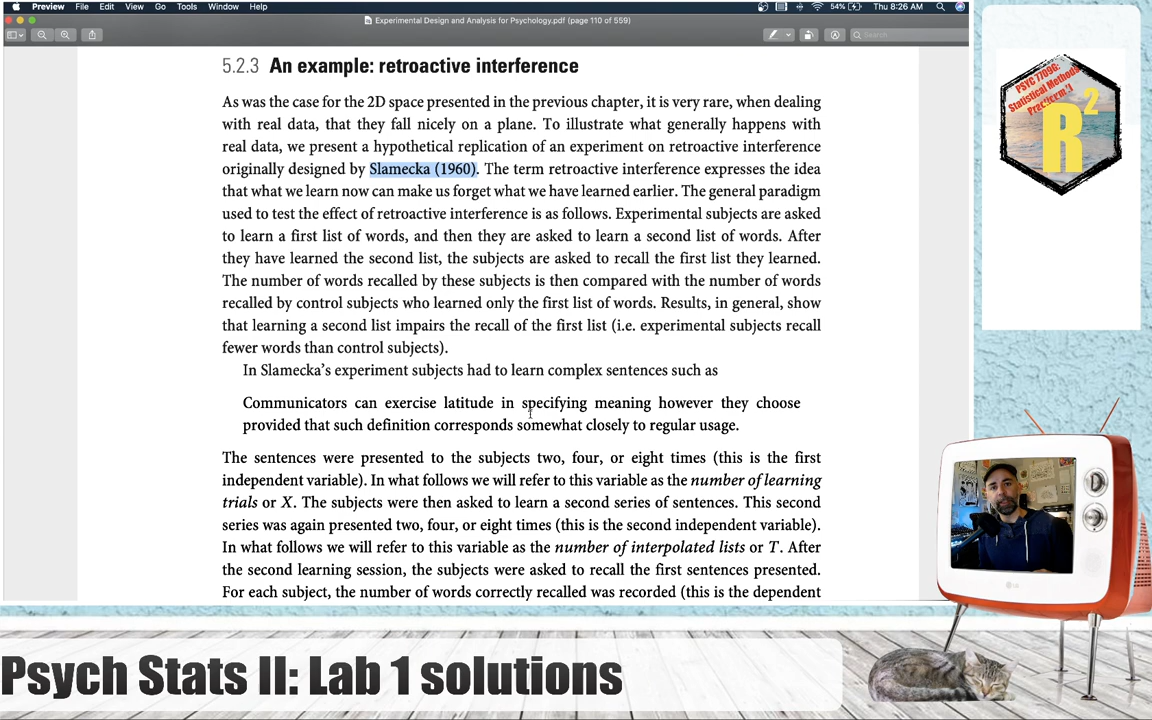 Preview File Edit View Go Tools Window Help
54% Thu 8:26 AM
Experimental Design and Analysis for Psychology.pdf (page 110 of 559)
Search
5.2.3 An example: retroactive interference
As was the case for the 2D space presented in the previous chapter, it is very rare, when dealing
with real data, that they fall nicely on a plane. To illustrate what generally happens with
real data, we present a hypothetical replication of an experiment on retroactive interference
originally designed by Slamecka (1960). The term retroactive interference expresses the idea
that what we learn now can make us forget what we have learned earlier. The general paradigm
used to test the effect of retroactive interference is as follows. Experimental subjects are asked
to learn a first list of words, and then they are asked to learn a second list of words. After
they have learned the second list, the subjects are asked to recall the first list they learned.
The number of words recalled by these subjects is then compared with the number of words
recalled by control subjects who learned only the first list of words. Results, in general, show
that learning a second list impairs the recall of the first list (i.e. experimental subjects recall
fewer words than control subjects).
In Slamecka's experiment subjects had to learn complex sentences such as
Communicators can exercise latitude in specifying meaning however they choose
provided that such definition corresponds somewhat closely to regular usage.
The sentences were presented to the subjects two, four, or eight times (this is the first
independent variable). In what follows we will refer to this variable as the number of learning
trials or X. The subjects were then asked to learn a second series of sentences. This second
series was again presented two, four, or eight times (this is the second independent variable).
In what follows we will refer to this variable as the number of interpolated lists or T. After
the second learning session, the subjects were asked to recall the first sentences presented.
For each subject, the number of words correctly recalled was recorded (this is the dependent
PSYC 7709G:
Statistical Methods
Practicum 1
R2
D
LG
Psych Stats II: Lab 1 solutions